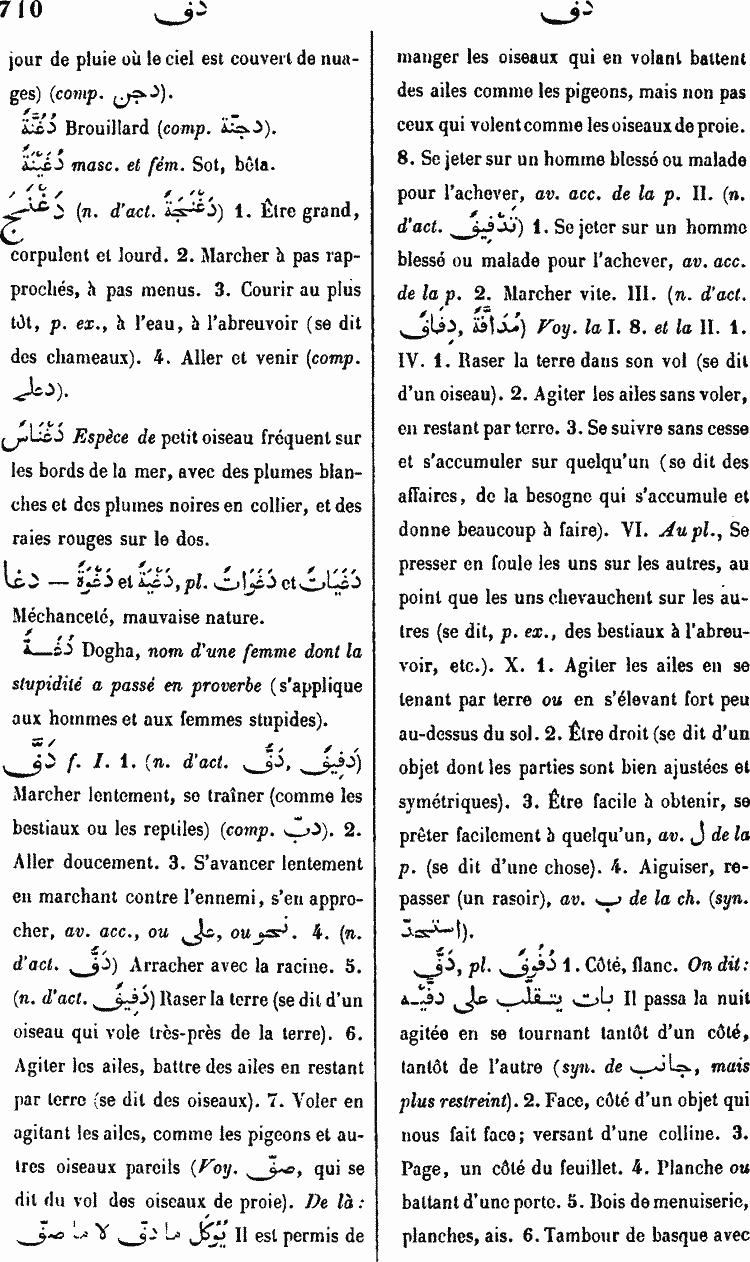 710 دف دف
jour de pluie où le ciel est couvert de nua-
ges) (comp. دجن).
دُغُنَّةٌ Brouillard (comp. دجنّة).
دُغَيْنَةٌ masc. et fém. Sot, bêta.
دَغْنَجَ (n. d'act. دَغْنَجَةٌ) 1. Être grand,
corpulent et lourd. 2. Marcher à pas rap-
prochés, à pas menus. 3. Courir au plus
tôt, p. ex., à l'eau, à l'abreuvoir (se dit
des chameaux). 4. Aller et venir (comp.
دعلج).
دَغْنَاسٌ Espèce de petit oiseau fréquent sur
les bords de la mer, avec des plumes blan-
ches et des plumes noires en collier, et des
raies rouges sur le dos.
دغا — دَغْوَةٌ et دَغْيَةٌ, pl. دَغَوَاتٌ et دَغَيَاتٌ
Méchanceté, mauvaise nature.
دُغَةٌ Dogha, nom d'une femme dont la
stupidité a passé en proverbe (s'applique
aux hommes et aux femmes stupides).
دَفَّ f. I. 1. (n. d'act. دَفٌّ, دَفِيفٌ)
Marcher lentement, se traîner (comme les
bestiaux ou les reptiles) (comp. دبّ). 2.
Aller doucement. 3. S'avancer lentement
en marchant contre l'ennemi, s'en appro-
cher, av. acc., ou على, ou نحو. 4. (n.
d'act. دَفٌّ) Arracher avec la racine. 5.
(n. d'act. دَفِيفٌ) Raser la terre (se dit d'un
oiseau qui vole très-près de la terre). 6.
Agiter les ailes, battre des ailes en restant
par terre (se dit des oiseaux). 7. Voler en
agitant les ailes, comme les pigeons et au-
tres oiseaux pareils (Voy. صفّ, qui se
dit du vol des oiseaux de proie). De là:
يُؤْكَلُ ما دفّ لا ما صفّ Il est permis de
manger les oiseaux qui en volant battent
des ailes comme les pigeons, mais non pas
ceux qui volent comme les oiseaux de proie.
8. Se jeter sur un homme blessé ou malade
pour l'achever, av. acc. de la p. II. (n.
d'act. تَدْفِيفٌ) 1. Se jeter sur un homme
blessé ou malade pour l'achever, av. acc.
de la p. 2. Marcher vite. III. (n. d'act.
مُدَافَّةٌ, دِفَافٌ) Voy. la I. 8. et la II. 1.
IV. 1. Raser la terre dans son vol (se dit
d'un oiseau). 2. Agiter les ailes sans voler,
en restant par terre. 3. Se suivre sans cesse
et s'accumuler sur quelqu'un (se dit des
affaires, de la besogne qui s'accumule et
donne beaucoup à faire). VI. Au pl., Se
presser en foule les uns sur les autres, au
point que les uns chevauchent sur les au-
tres (se dit, p. ex., des bestiaux à l'abreu-
voir, etc.). X. 1. Agiter les ailes en se
tenant par terre ou en s'élevant fort peu
au-dessus du sol. 2. Être droit (se dit d'un
objet dont les parties sont bien ajustées et
symétriques). 3. Être facile à obtenir, se
prêter facilement à quelqu'un, av. ل de la
p. (se dit d'une chose). 4. Aiguiser, re-
passer (un rasoir), av. ب de la ch. (syn.
استحدّ).
دَفٌّ, pl. دُفُوفٌ 1. Côté, flanc. On dit:
بات يتقلّب على دفّيه Il passa la nuit
agitée en se tournant tantôt d'un côté,
tantôt de l'autre (syn. de جانب, mais
plus restreint). 2. Face, côté d'un objet qui
nous fait face; versant d'une colline. 3.
Page, un côté du feuillet. 4. Planche ou
battant d'une porte. 5. Bois de menuiserie,
planches, ais. 6. Tambour de basque avec